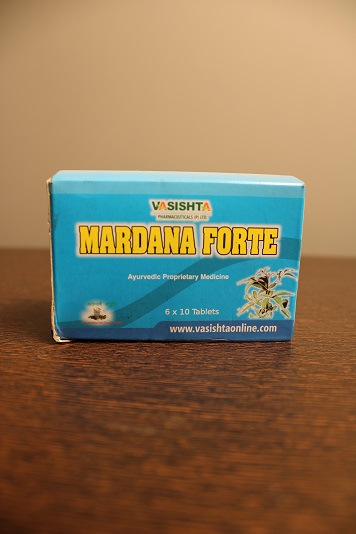 VASISHTA
PHARMACEUTICALS (P) LTD.
MARDANA FORTE
Ayurvedic Proprietary Medicine
6 x 10 Tablets
www.vasishtaonline.com